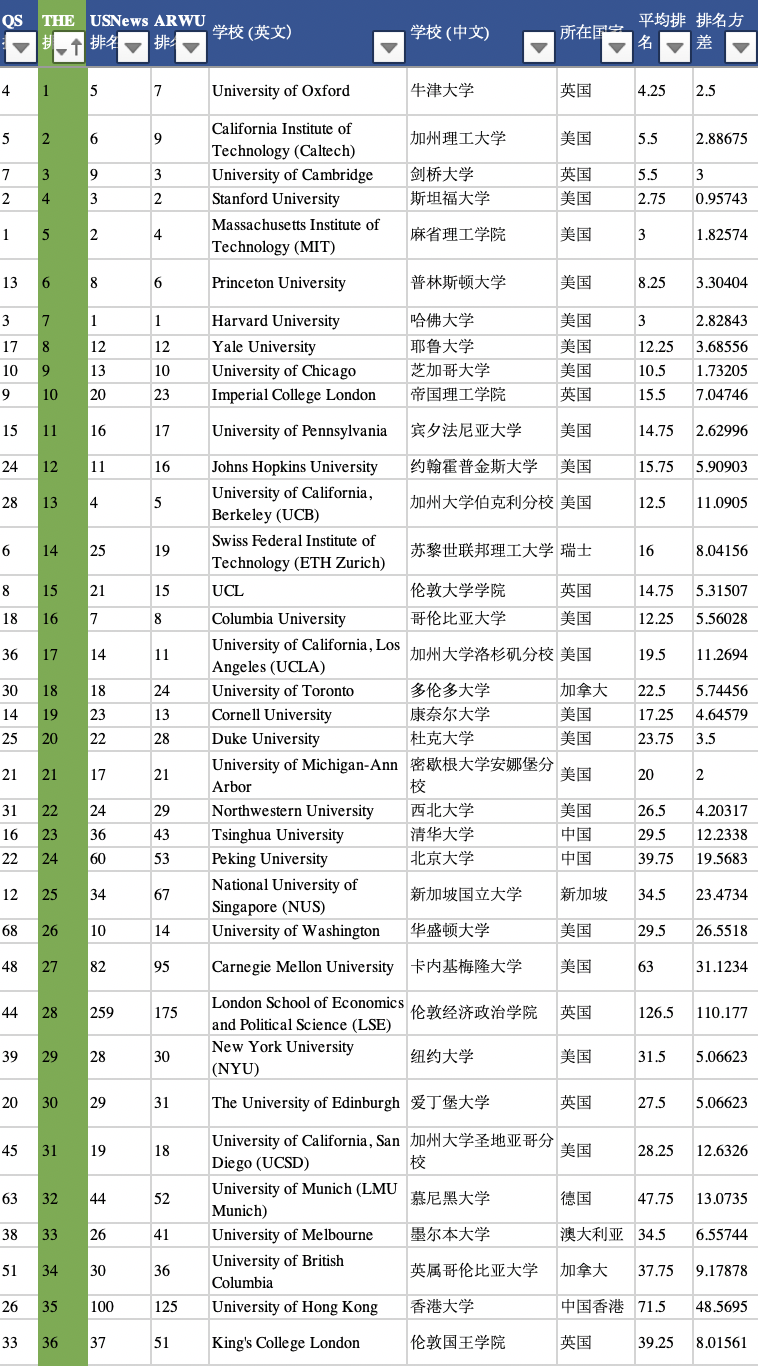 QS THE USNews ARWU 学校 (英文) 学校 (中文) 所在国家 平均排名 排名方差
排名 排名
4 1 5 7 University of Oxford 牛津大学 英国 4.25 2.5
5 2 6 9 California Institute of Technology (Caltech) 加州理工大学 美国 5.5 2.88675
7 3 9 3 University of Cambridge 剑桥大学 英国 5.5 3
2 4 3 2 Stanford University 斯坦福大学 美国 2.75 0.95743
1 5 2 4 Massachusetts Institute of Technology (MIT) 麻省理工学院 美国 3 1.82574
13 6 8 6 Princeton University 普林斯顿大学 美国 8.25 3.30404
3 7 1 1 Harvard University 哈佛大学 美国 3 2.82843
17 8 12 12 Yale University 耶鲁大学 美国 12.25 3.68556
10 9 13 10 University of Chicago 芝加哥大学 美国 10.5 1.73205
9 10 20 23 Imperial College London 帝国理工学院 英国 15.5 7.04746
15 11 16 17 University of Pennsylvania 宾夕法尼亚大学 美国 14.75 2.62996
24 12 11 16 Johns Hopkins University 约翰霍普金斯大学 美国 15.75 5.90903
28 13 4 5 University of California, Berkeley (UCB) 加州大学伯克利分校 美国 12.5 11.0905
6 14 25 19 Swiss Federal Institute of Technology (ETH Zurich) 苏黎世联邦理工大学 瑞士 16 8.04156
8 15 21 15 UCL 伦敦大学学院 英国 14.75 5.31507
18 16 7 8 Columbia University 哥伦比亚大学 美国 12.25 5.56028
36 17 14 11 University of California, Los Angeles (UCLA) 加州大学洛杉矶分校 美国 19.5 11.2694
30 18 18 24 University of Toronto 多伦多大学 加拿大 22.5 5.74456
14 19 23 13 Cornell University 康奈尔大学 美国 17.25 4.64579
25 20 22 28 Duke University 杜克大学 美国 23.75 3.5
21 21 17 21 University of Michigan-Ann Arbor 密歇根大学安娜堡分校 美国 20 2
31 22 24 29 Northwestern University 西北大学 美国 26.5 4.20317
16 23 36 43 Tsinghua University 清华大学 中国 29.5 12.2338
22 24 60 53 Peking University 北京大学 中国 39.75 19.5683
12 25 34 67 National University of Singapore (NUS) 新加坡国立大学 新加坡 34.5 23.4734
68 26 10 14 University of Washington 华盛顿大学 美国 29.5 26.5518
48 27 82 95 Carnegie Mellon University 卡内基梅隆大学 美国 63 31.1234
44 28 259 175 London School of Economics and Political Science (LSE) 伦敦经济政治学院 英国 126.5 110.177
39 29 28 30 New York University (NYU) 纽约大学 美国 31.5 5.06623
20 30 29 31 The University of Edinburgh 爱丁堡大学 英国 27.5 5.06623
45 31 19 18 University of California, San Diego (UCSD) 加州大学圣地亚哥分校 美国 28.25 12.6326
63 32 44 52 University of Munich (LMU Munich) 慕尼黑大学 德国 47.75 13.0735
38 33 26 41 University of Melbourne 墨尔本大学 澳大利亚 34.5 6.55744
51 34 30 36 University of British Columbia 英属哥伦比亚大学 加拿大 37.75 9.17878
26 35 100 125 University of Hong Kong 香港大学 中国香港 71.5 48.5695
33 36 37 51 King's College London 伦敦国王学院 英国 39.25 8.01561